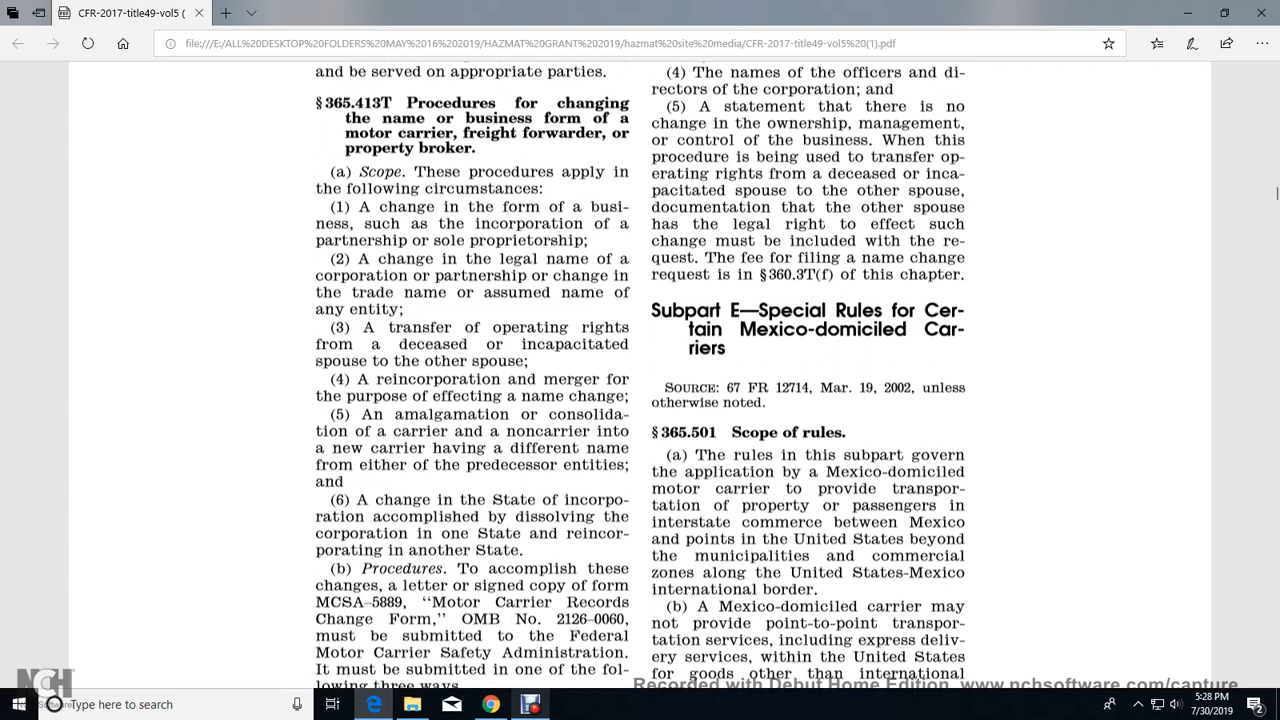 CFR-2017-title49-vol5 (
file:///E:/ALL%20DESKTOP%20FOLDERS%20MAY%2016%202019/HAZMAT%20GRANT%202019/hazmat%20site%20media/CFR-2017-title49-vol5%20(1).pdf
and be served on appropriate parties.
§ 365.413T Procedures for changing
the name or business form of a
motor carrier, freight forwarder, or
property broker.
(a) Scope. These procedures apply in
the following circumstances:
(1) A change in the form of a busi-
ness, such as the incorporation of a
partnership or sole proprietorship;
(2) A change in the legal name of a
corporation or partnership or change in
the trade name or assumed name of
any entity;
(3) A transfer of operating rights
from a deceased or incapacitated
spouse to the other spouse;
(4) A reincorporation and merger for
the purpose of effecting a name change;
(5) An amalgamation or consolida-
tion of a carrier and a noncarrier into
a new carrier having a different name
from either of the predecessor entities;
and
(6) A change in the State of incorpo-
ration accomplished by dissolving the
corporation in one State and reincor-
porating in another State.
(b) Procedures. To accomplish these
changes, a letter or signed copy of form
MCSA–5889, ‘‘Motor Carrier Records
Change Form,’’ OMB No. 2126–0060,
must be submitted to the Federal
Motor Carrier Safety Administration.
It must be submitted in one of the fol-
lowing three ways
(4) The names of the officers and di-
rectors of the corporation; and
(5) A statement that there is no
change in the ownership, management,
or control of the business. When this
procedure is being used to transfer op-
erating rights from a deceased or inca-
pacitated spouse to the other spouse,
documentation that the other spouse
has the legal right to effect such
change must be included with the re-
quest. The fee for filing a name change
request is in § 360.3T(f) of this chapter.
Subpart E—Special Rules for Cer-
tain Mexico-domiciled Car-
riers
SOURCE: 67 FR 12714, Mar. 19, 2002, unless
otherwise noted.
§ 365.501 Scope of rules.
(a) The rules in this subpart govern
the application by a Mexico-domiciled
motor carrier to provide transpor-
tation of property or passengers in
interstate commerce between Mexico
and points in the United States beyond
the municipalities and commercial
zones along the United States-Mexico
international border.
(b) A Mexico-domiciled carrier may
not provide point-to-point transpor-
tation services, including express deliv-
ery services, within the United States
for goods other than international
NCH
Recorded with Debut Home Edition. www.nchsoftware.com/capture
Type here to search
5:28 PM
7/30/2019
2